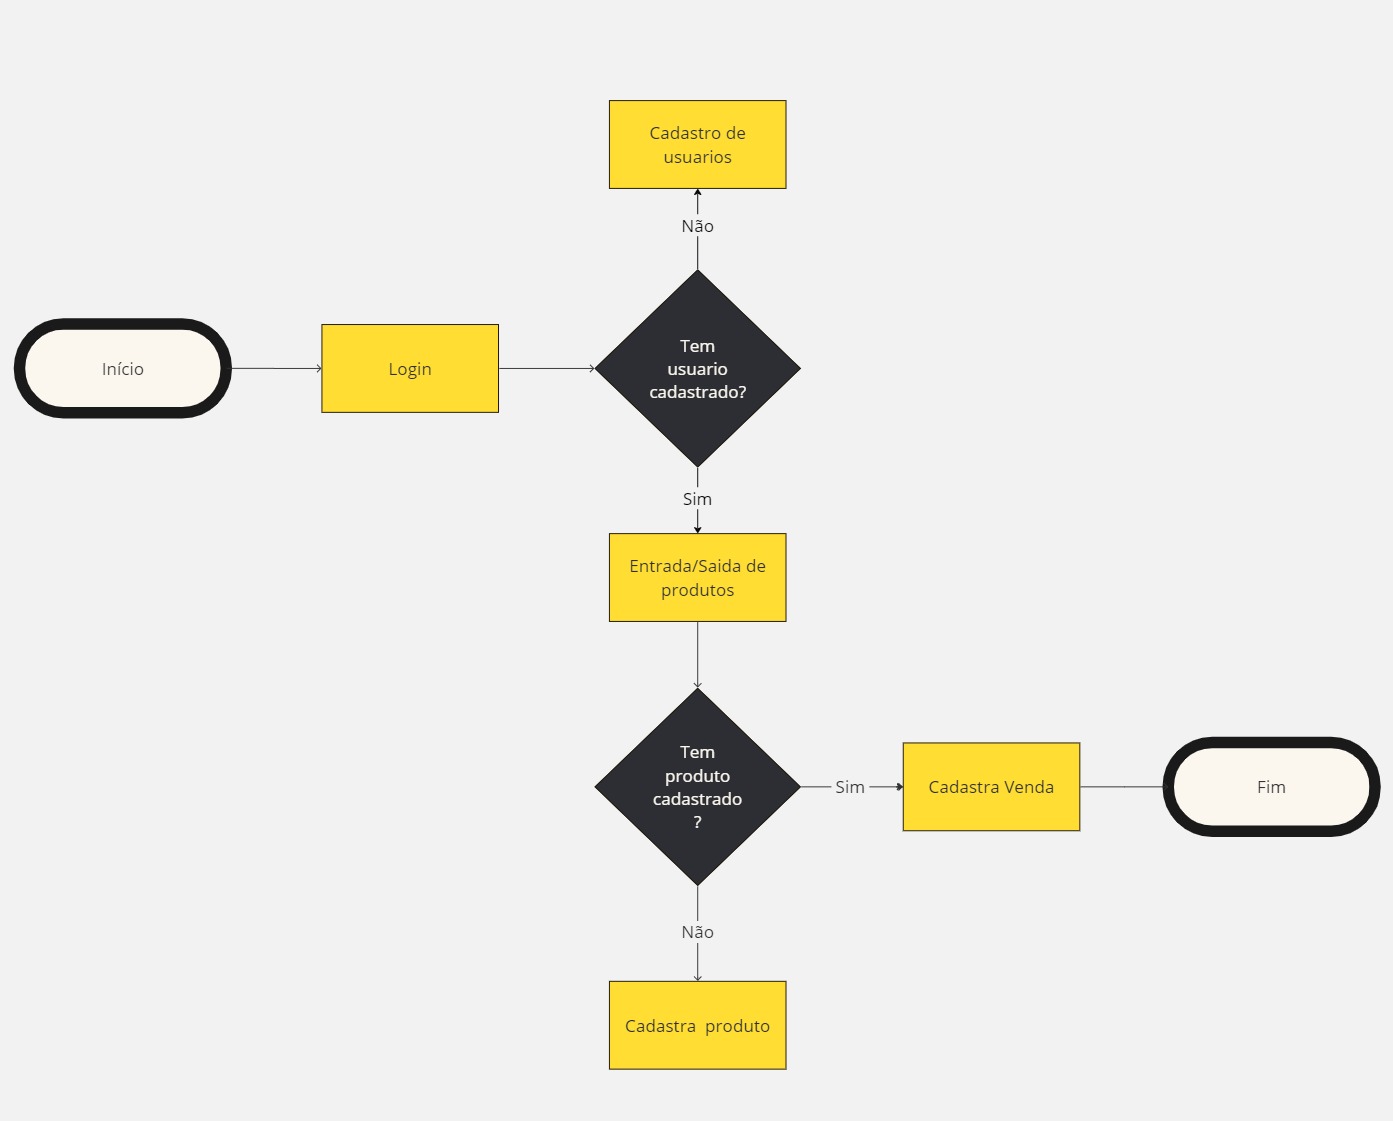 Cadastro de
usuarios
Não
Início
Login
Tem
usuario
cadastrado?
Sim
Entrada/Saida de
produtos
Tem
produto
cadastrado
?
Sim
Cadastra Venda
Fim
Não
Cadastra  produto